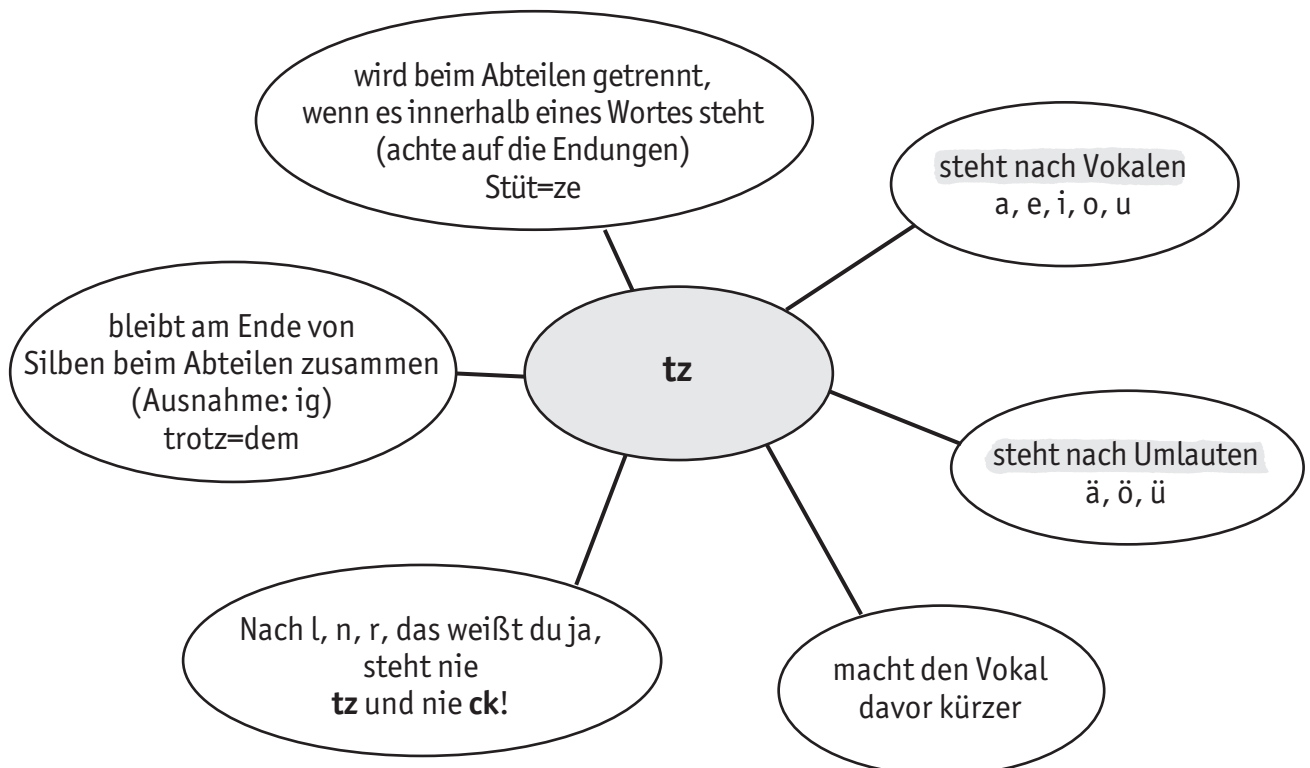 wird beim Abteilen getrennt,
wenn es innerhalb eines Wortes steht
(achte auf die Endungen)
Stüt=ze
steht nach Vokalen
a, e, i, o, u
bleibt am Ende von
Silben beim Abteilen zusammen
(Ausnahme: ig)
trotz=dem
tz
steht nach Umlauten
ä, ö, ü
Nach l, n, r, das weißt du ja,
steht nie
tz und nie ck!
macht den Vokal
davor kürzer